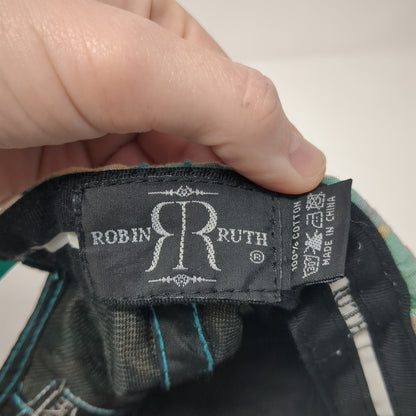 ROBIN RUTH
RR
®
100% COTTON
MADE IN CHINA